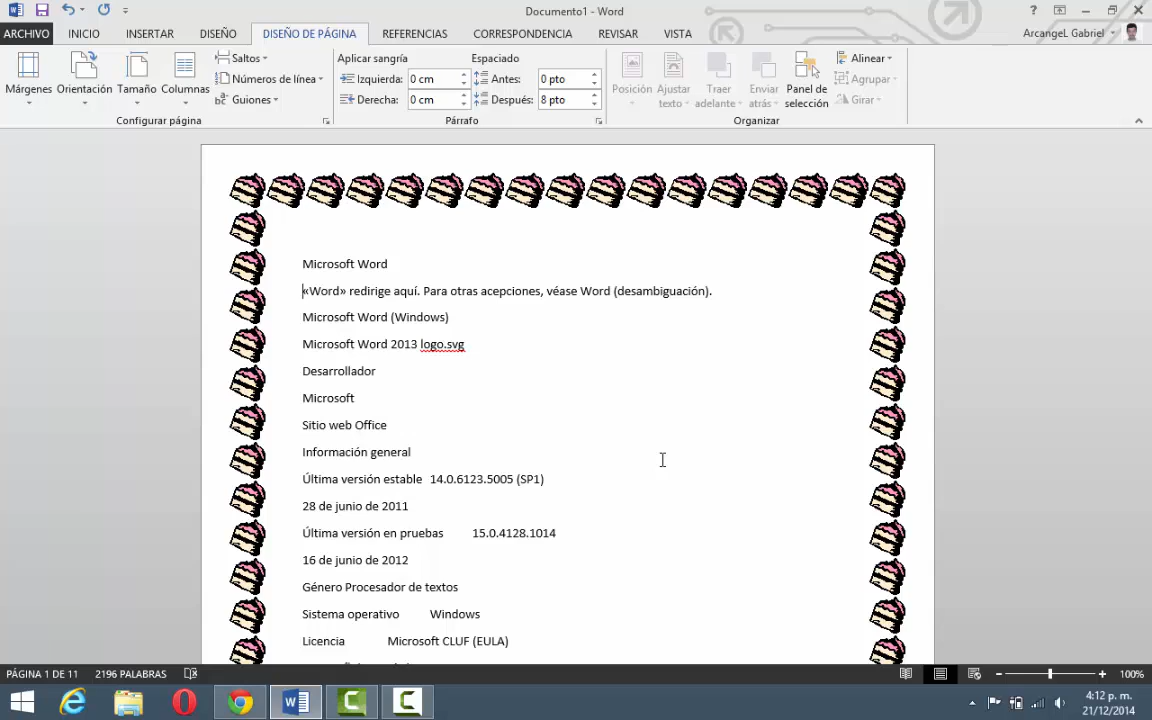 Documento1 - Word
ArcangeL Gabriel
ARCHIVO INICIO INSERTAR DISEÑO DISEÑO DE PÁGINA REFERENCIAS CORRESPONDENCIA REVISAR VISTA
Márgenes
Orientación
Tamaño
Columnas
Saltos
Números de línea
Guiones
Configurar página
Aplicar sangría
Izquierda: 0 cm
Derecha: 0 cm
Espaciado
Antes: 0 pto
Después: 8 pto
Párrafo
Posición
Ajustar
texto
Traer
adelante
Enviar
atrás
Panel de
selección
Alinear
Agrupar
Girar
Organizar
Microsoft Word
«Word» redirige aquí. Para otras acepciones, véase Word (desambiguación).
Microsoft Word (Windows)
Microsoft Word 2013 logo.svg
Desarrollador
Microsoft
Sitio web Office
Información general
Última versión estable 14.0.6123.5005 (SP1)
28 de junio de 2011
Última versión en pruebas 15.0.4128.1014
16 de junio de 2012
Género Procesador de textos
Sistema operativo Windows
Licencia Microsoft CLUF (EULA)
PÁGINA 1 DE 11 2196 PALABRAS 100%
4:12 p. m.
21/12/2014